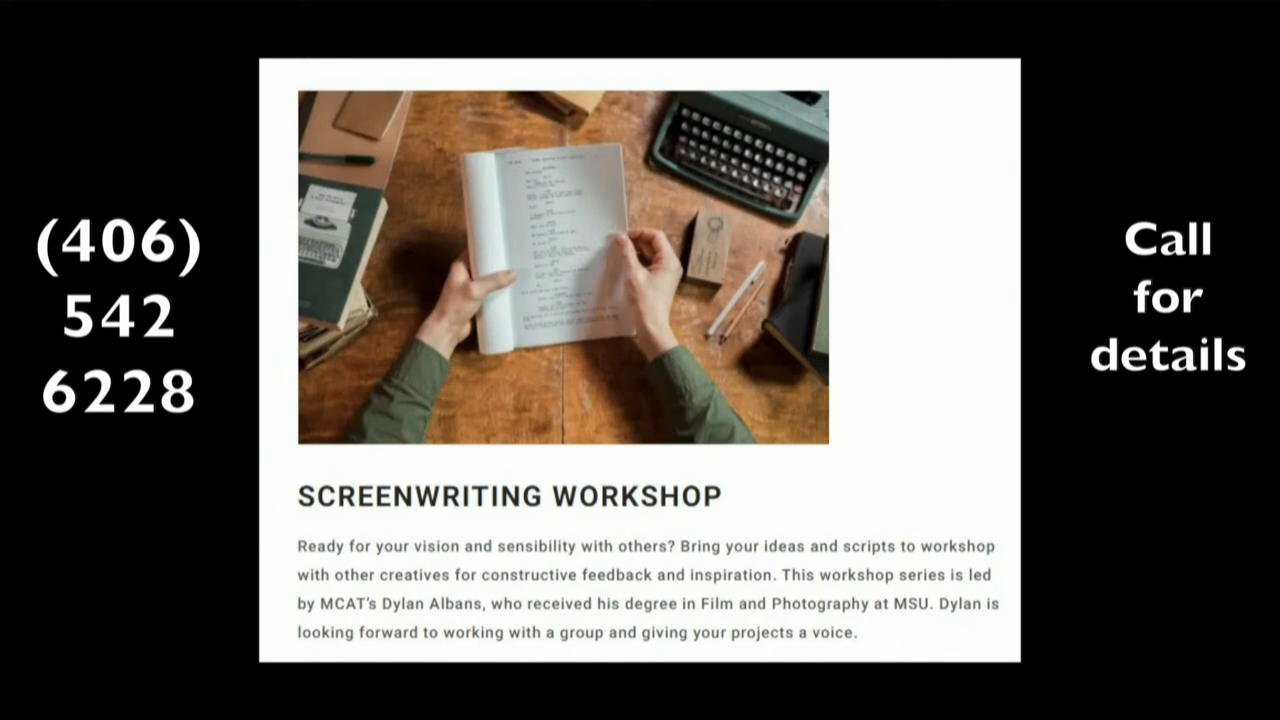 (406)
542
6228
Call
for
details
SCREENWRITING WORKSHOP
Ready for your vision and sensibility with others? Bring your ideas and scripts to workshop
with other creatives for constructive feedback and inspiration. This workshop series is led
by MCAT's Dylan Albans, who received his degree in Film and Photography at MSU. Dylan is
looking forward to working with a group and giving your projects a voice.